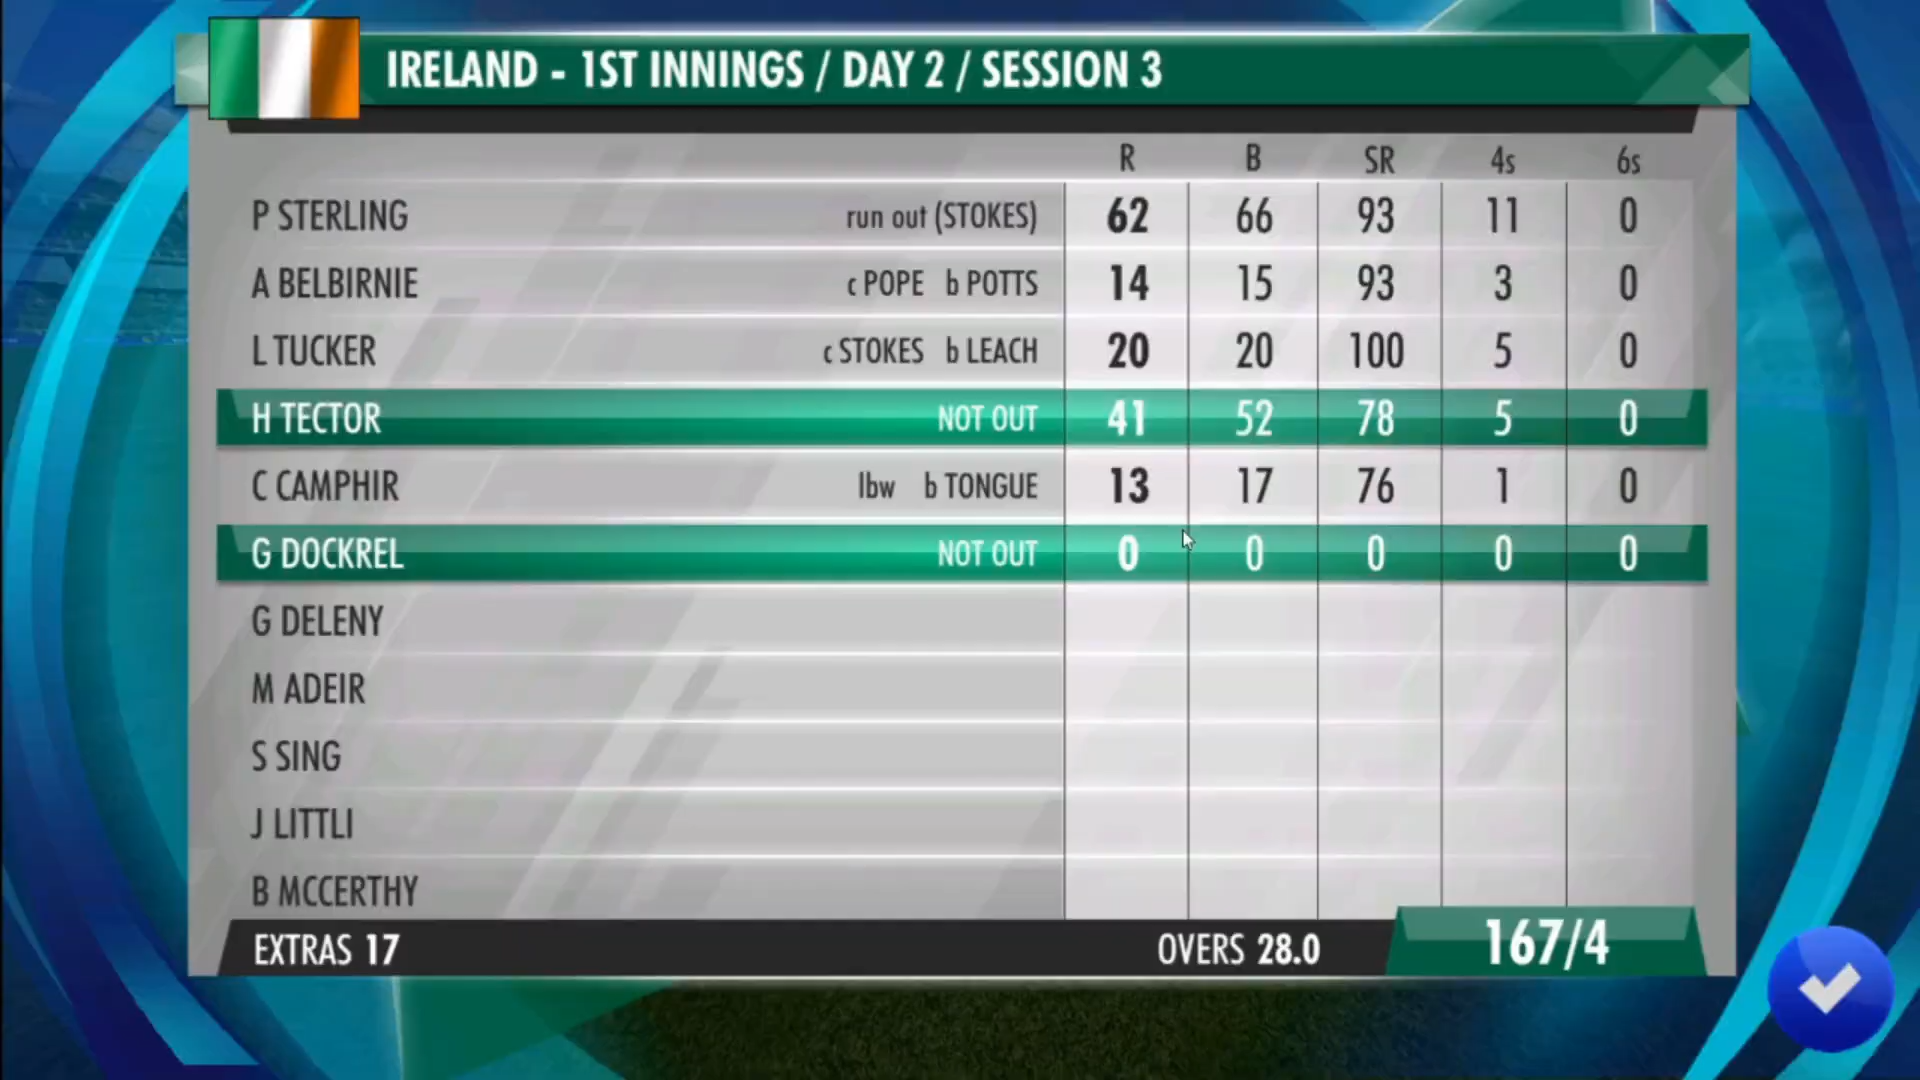 IRELAND - 1ST INNINGS / DAY 2 / SESSION 3
R B SR 4s 6s
P STERLING run out (STOKES) 62 66 93 11 0
A BELBIRNIE c POPE b POTTS 14 15 93 3 0
L TUCKER c STOKES b LEACH 20 20 100 5 0
H TECTOR NOT OUT 41 52 78 5 0
C CAMPHIR lbw b TONGUE 13 17 76 1 0
G DOCKREL NOT OUT 0 0 0 0 0
G DELENY
M ADEIR
S SING
J LITTLI
B MCCERTHY
EXTRAS 17 OVERS 28.0 167/4